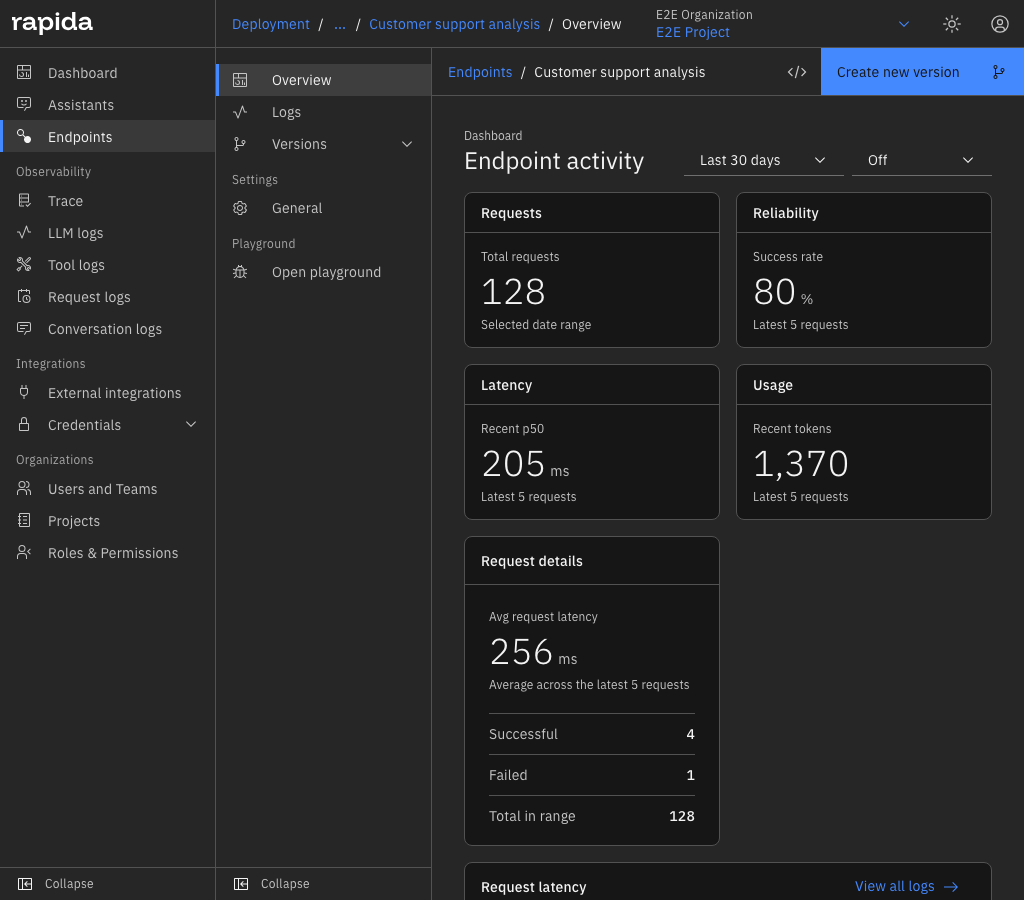 rapida
Deployment / ... / Customer support analysis / Overview
E2E Organization
E2E Project
Dashboard
Assistants
Endpoints
Observability
Trace
LLM logs
Tool logs
Request logs
Conversation logs
Integrations
External integrations
Credentials
Organizations
Users and Teams
Projects
Roles & Permissions
Collapse
Overview
Logs
Versions
Settings
General
Playground
Open playground
Collapse
Endpoints / Customer support analysis
Create new version
Dashboard
Endpoint activity
Last 30 days
Off
Requests
Total requests
128
Selected date range
Reliability
Success rate
80 %
Latest 5 requests
Latency
Recent p50
205 ms
Latest 5 requests
Usage
Recent tokens
1,370
Latest 5 requests
Request details
Avg request latency
256 ms
Average across the latest 5 requests
Successful 4
Failed 1
Total in range 128
Request latency
View all logs